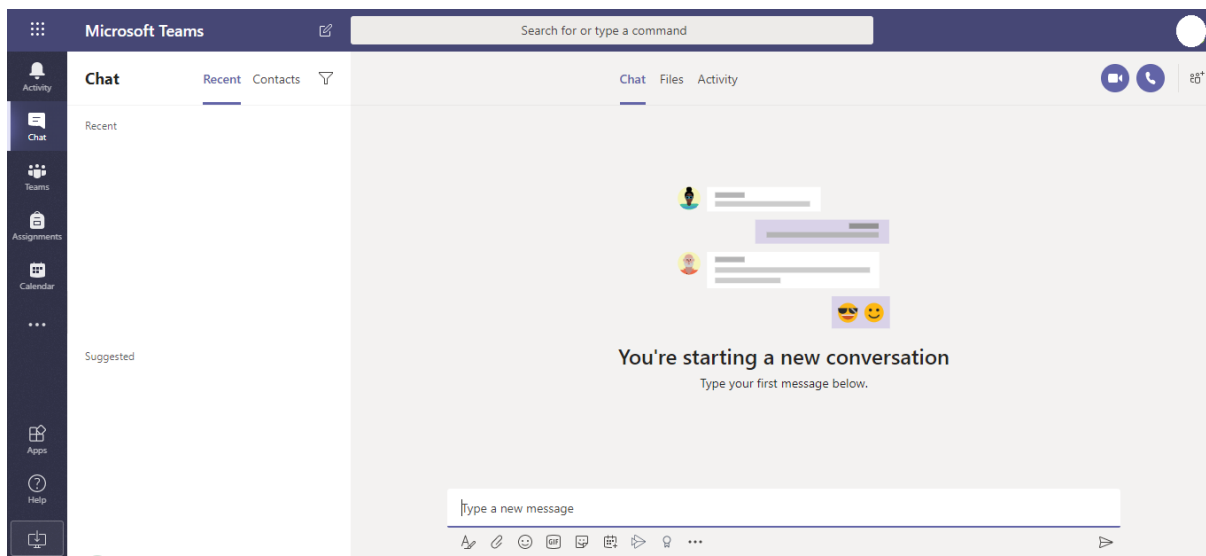 Microsoft Teams
Search for or type a command
Activity
Chat
Teams
Assignments
Calendar
Apps
Help
Chat
Recent Contacts
Recent
Suggested
Chat Files Activity
You're starting a new conversation
Type your first message below.
Type a new message
GIF